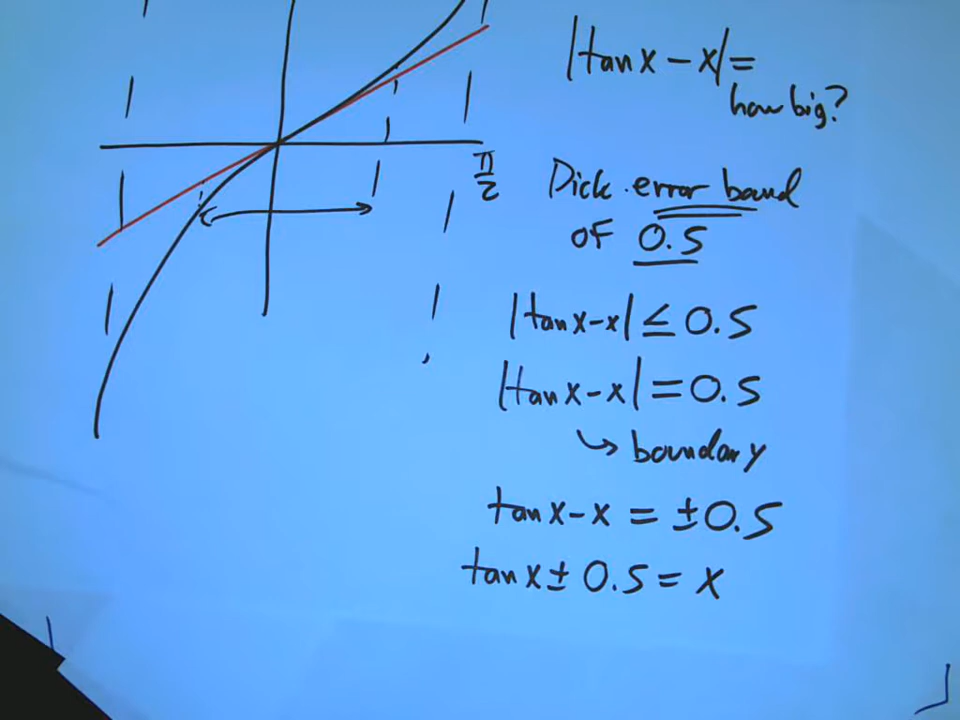 |tan x − x| =
how big?
π/2
Pick error band
of 0.5
|tan x − x| ≤ 0.5
|tan x − x| = 0.5
↳ boundary
tan x − x = ±0.5
tan x ± 0.5 = x